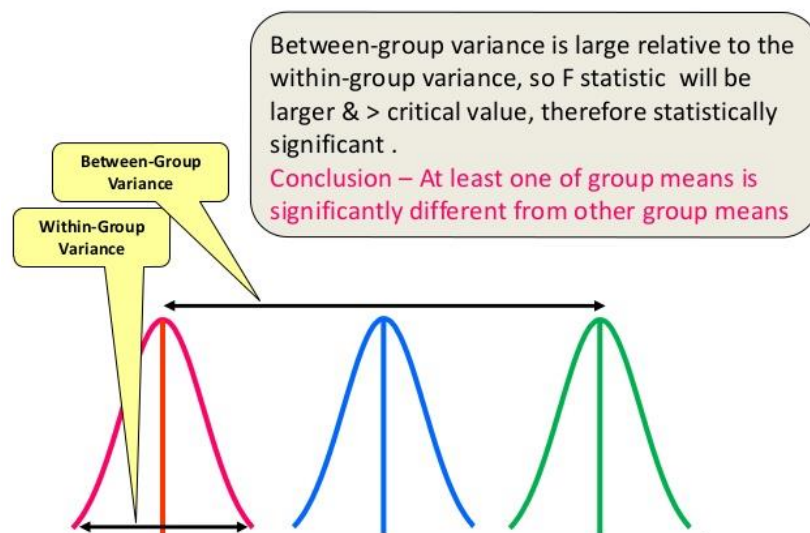 Between-group variance is large relative to the
within-group variance, so F statistic  will be
larger & > critical value, therefore statistically
significant .
Conclusion – At least one of group means is
significantly different from other group means
Between-Group
Variance
Within-Group
Variance